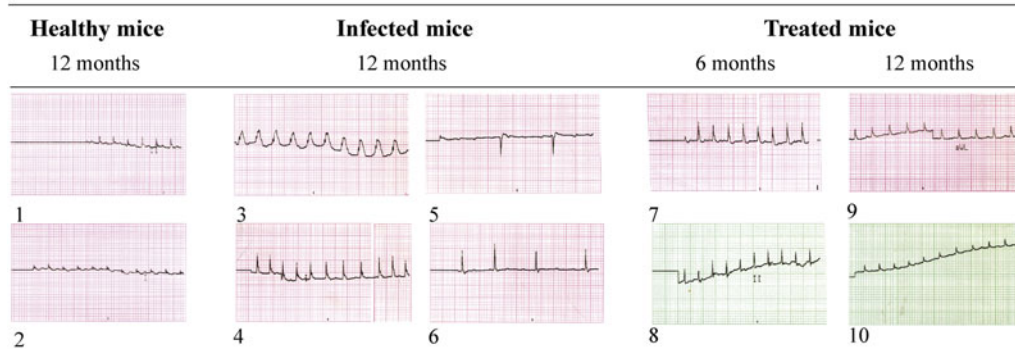 Healthy mice Infected mice Treated mice
12 months 12 months 6 months 12 months
1 3 5 7 9
2 4 6 8 10